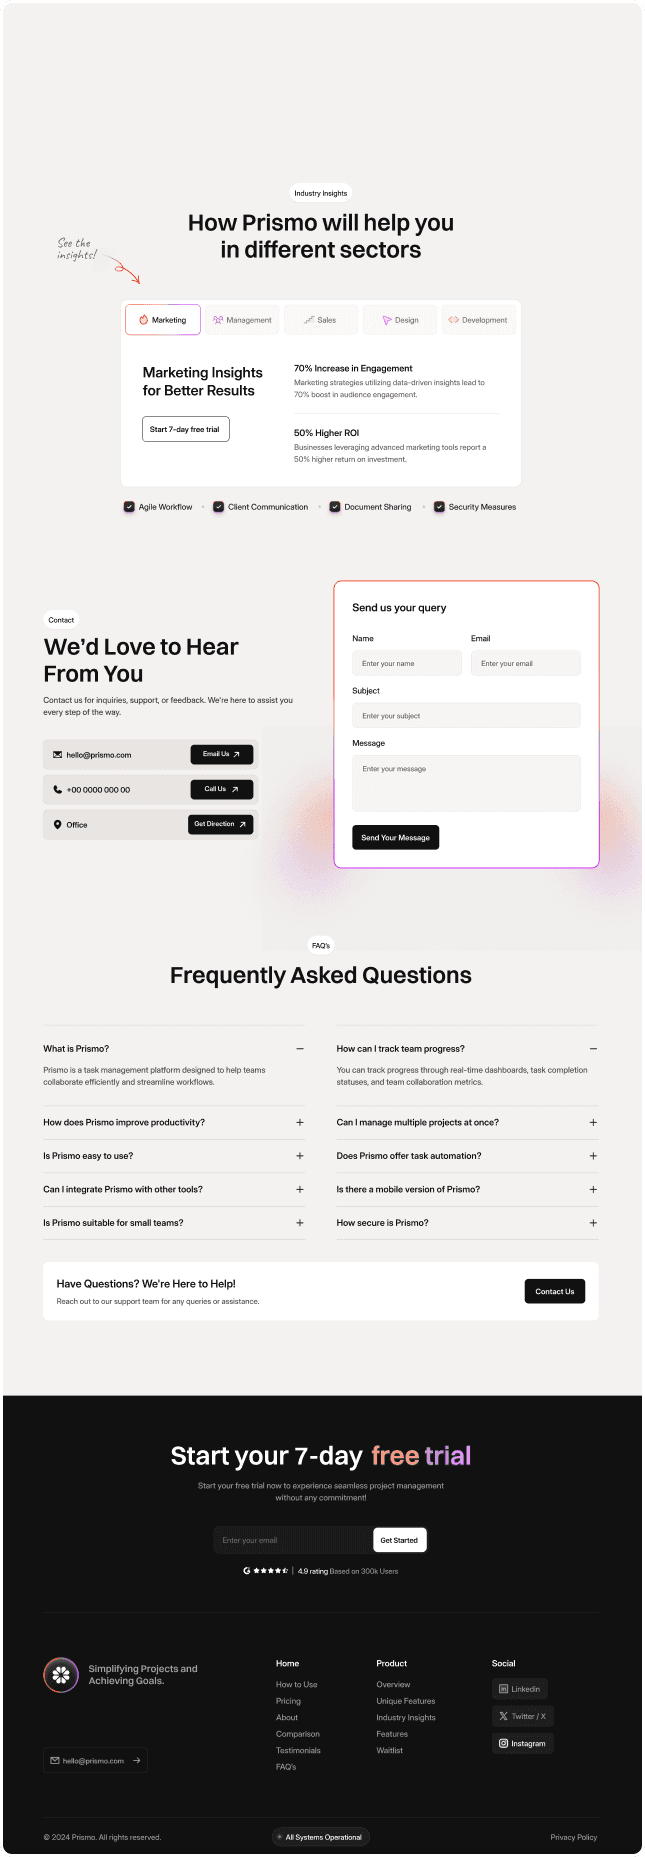 Industry Insights
How Prismo will help you
in different sectors
See the
insights!
Marketing
Management
Sales
Design
Development
Marketing Insights
for Better Results
Start 7-day free trial
70% Increase in Engagement
Marketing strategies utilizing data-driven insights lead to
70% boost in audience engagement.
50% Higher ROI
Businesses leveraging advanced marketing tools report a
50% higher return on investment.
Agile Workflow
Client Communication
Document Sharing
Security Measures
Contact
We'd Love to Hear
From You
Contact us for inquiries, support, or feedback. We're here to assist you
every step of the way.
hello@prismo.com
Email Us
+00 0000 000 00
Call Us
Office
Get Direction
Send us your query
Name
Email
Enter your name
Enter your email
Subject
Enter your subject
Message
Enter your message
Send Your Message
FAQ's
Frequently Asked Questions
What is Prismo?
Prismo is a task management platform designed to help teams
collaborate efficiently and streamline workflows.
How does Prismo improve productivity?
Is Prismo easy to use?
Can I integrate Prismo with other tools?
Is Prismo suitable for small teams?
How can I track team progress?
You can track progress through real-time dashboards, task completion
statuses, and team collaboration metrics.
Can I manage multiple projects at once?
Does Prismo offer task automation?
Is there a mobile version of Prismo?
How secure is Prismo?
Have Questions? We're Here to Help!
Reach out to our support team for any queries or assistance.
Contact Us
Start your 7-day free trial
Start your free trial now to experience seamless project management
without any commitment!
Enter your email
Get Started
G
4.9 rating Based on 300k Users
Simplifying Projects and
Achieving Goals.
hello@prismo.com
Home
How to Use
Pricing
About
Comparison
Testimonials
FAQ's
Product
Overview
Unique Features
Industry Insights
Features
Waitlist
Social
Linkedin
Twitter / X
Instagram
© 2024 Prismo. All rights reserved.
All Systems Operational
Privacy Policy